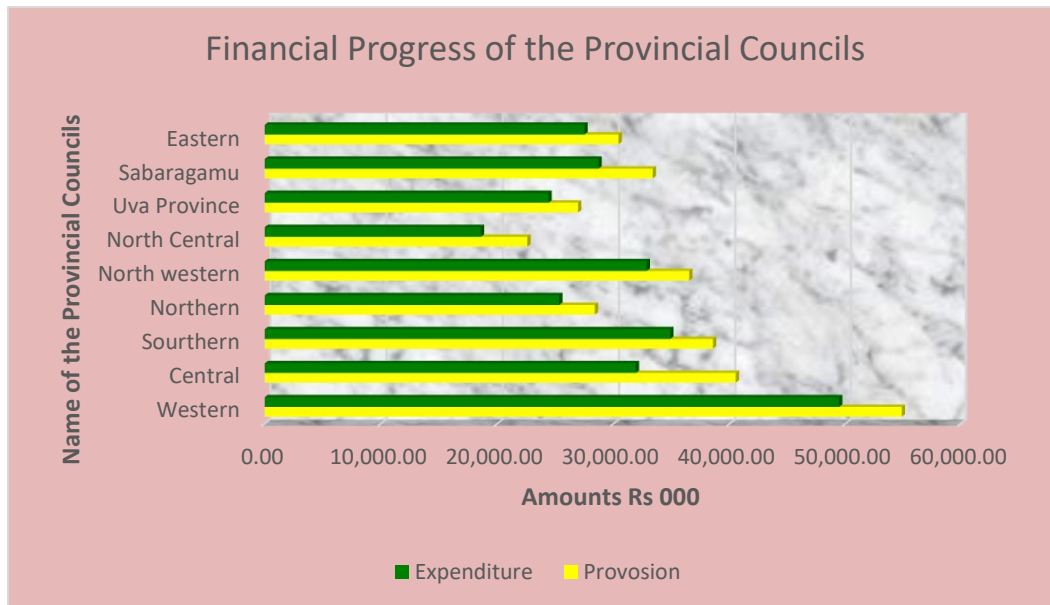 Financial Progress of the Provincial Councils
Name of the Provincial Councils
Eastern
Sabaragamu
Uva Province
North Central
North western
Northern
Sourthern
Central
Western
0.00 10,000.00 20,000.00 30,000.00 40,000.00 50,000.00 60,000.00
Amounts Rs 000
Expenditure Provosion